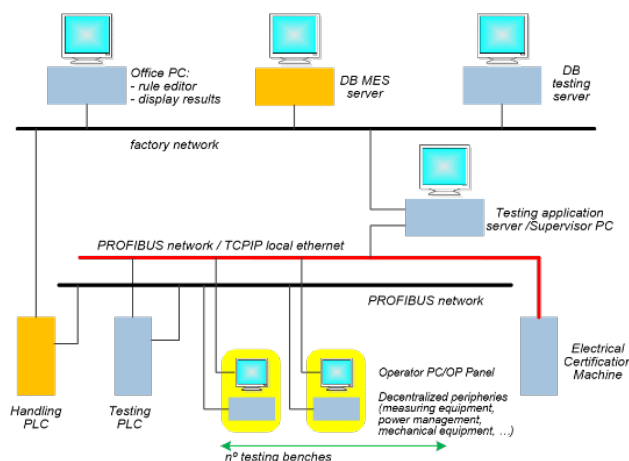 Office PC:
- rule editor
- display results
DB MES
server
DB
testing
server
factory network
Testing application
server /Supervisor PC
PROFIBUS network / TCPIP local ethernet
PROFIBUS network
Handling
PLC
Testing
PLC
Operator PC/OP Panel
Decentralized peripheries
(measuring equipment,
power management,
mechanical equipment, ...)
Electrical
Certification
Machine
nº testing benches